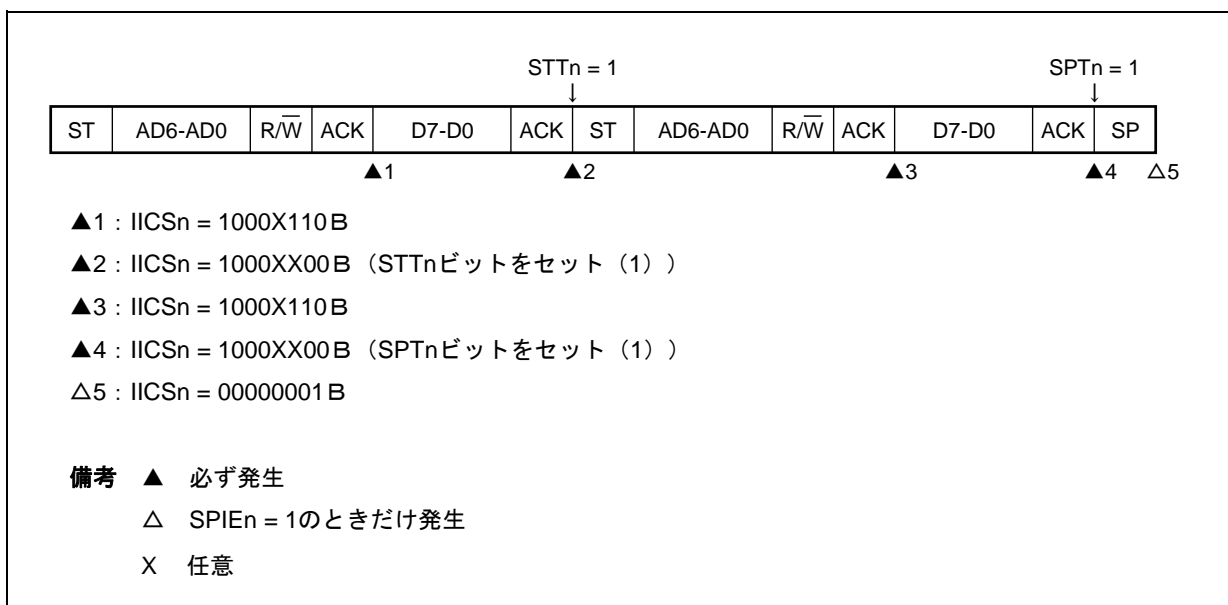 STTn = 1 SPTn = 1
↓ ↓
ST AD6-AD0 R/W̅ ACK D7-D0 ACK ST AD6-AD0 R/W̅ ACK D7-D0 ACK SP
▲1 ▲2 ▲3 ▲4 △5
▲1：IICSn = 1000X110B
▲2：IICSn = 1000XX00B（STTnビットをセット（1））
▲3：IICSn = 1000X110B
▲4：IICSn = 1000XX00B（SPTnビットをセット（1））
△5：IICSn = 00000001B
備考 ▲ 必ず発生
△ SPIEn = 1のときだけ発生
X 任意